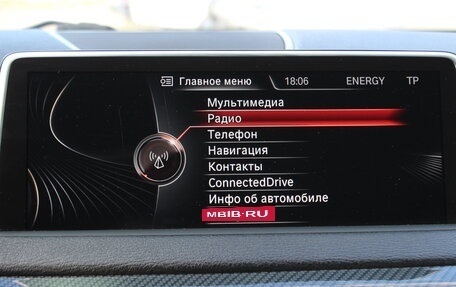 Главное меню 18:06 ENERGY TP
Мультимедиа
Радио
Телефон
Навигация
Контакты
ConnectedDrive
Инфо об автомобиле
MBIB-RU